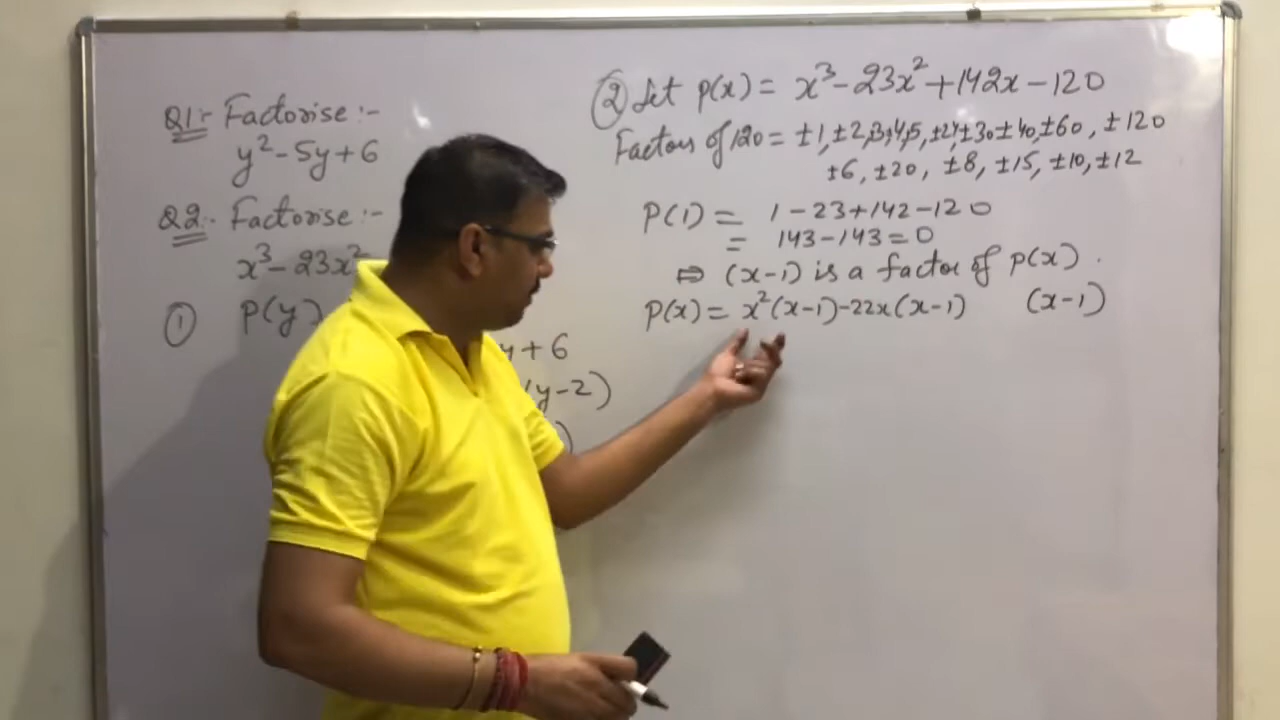 Q1:- Factorise :-
y² - 5y + 6
Q2:- Factorise :-
x³ - 23x²
① P(y)
y + 6
(y - 2)
)
② Let p(x) = x³ - 23x² + 142x - 120
Factors of 120 = ±1, ±2, 3, ±4, 5, ±24, ±30 ±40, ±60, ±120
±6, ±20, ±8, ±15, ±10, ±12
P(1) = 1 - 23 + 142 - 120
= 143 - 143 = 0
⇒ (x-1) is a factor of p(x).
p(x) = x²(x-1) - 22x(x-1) (x-1)